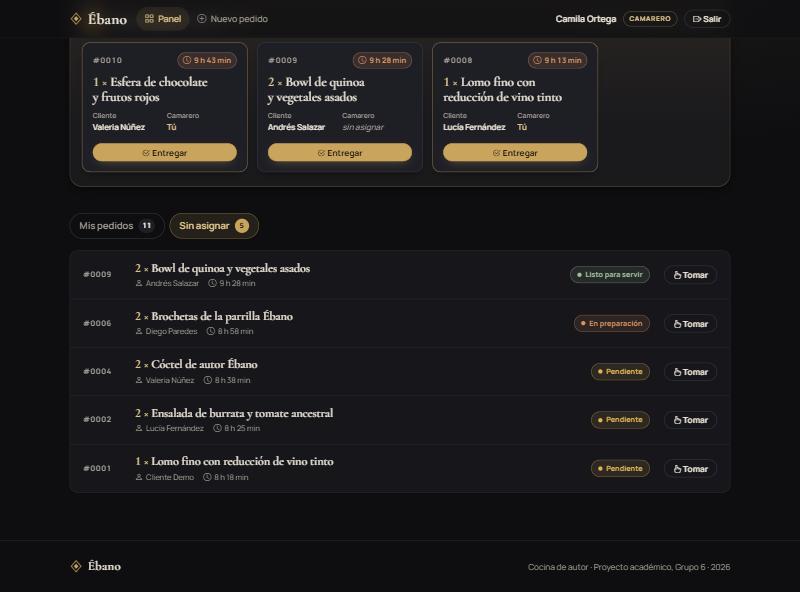 Ébano
Panel
Nuevo pedido
Camila Ortega
CAMARERO
Salir
#0010
9 h 43 min
1 × Esfera de chocolate
y frutos rojos
Cliente
Camarero
Valeria Núñez
Tú
Entregar
#0009
9 h 28 min
2 × Bowl de quinoa
y vegetales asados
Cliente
Camarero
Andrés Salazar
sin asignar
Entregar
#0008
9 h 13 min
1 × Lomo fino con
reducción de vino tinto
Cliente
Camarero
Lucía Fernández
Tú
Entregar
Mis pedidos 11
Sin asignar 5
#0009
2 × Bowl de quinoa y vegetales asados
Andrés Salazar
9 h 28 min
Listo para servir
Tomar
#0006
2 × Brochetas de la parrilla Ébano
Diego Paredes
8 h 58 min
En preparación
Tomar
#0004
2 × Cóctel de autor Ébano
Valeria Núñez
8 h 38 min
Pendiente
Tomar
#0002
2 × Ensalada de burrata y tomate ancestral
Lucía Fernández
8 h 25 min
Pendiente
Tomar
#0001
1 × Lomo fino con reducción de vino tinto
Cliente Demo
8 h 18 min
Pendiente
Tomar
Ébano
Cocina de autor · Proyecto académico, Grupo 6 · 2026